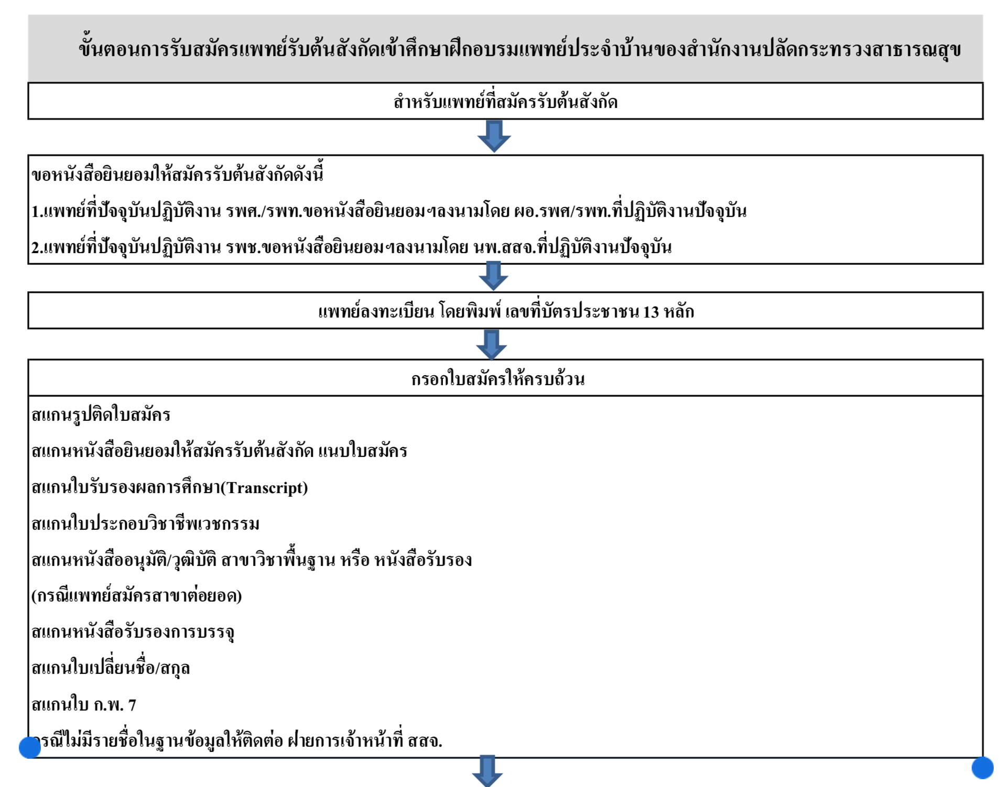 ขั้นตอนการรับสมัครแพทย์รับต้นสังกัดเข้าศึกษาฝึกอบรมแพทย์ประจำบ้านของสำนักงานปลัดกระทรวงสาธารณสุข
สำหรับแพทย์ที่สมัครรับต้นสังกัด
ขอหนังสือยินยอมให้สมัครรับต้นสังกัดดังนี้
1.แพทย์ที่ปัจจุบันปฏิบัติงาน รพศ./รพท.ขอหนังสือยินยอมฯลงนามโดย ผอ.รพศ/รพท.ที่ปฏิบัติงานปัจจุบัน
2.แพทย์ที่ปัจจุบันปฏิบัติงาน รพช.ขอหนังสือยินยอมฯลงนามโดย นพ.สสจ.ที่ปฏิบัติงานปัจจุบัน
แพทย์ลงทะเบียน โดยพิมพ์ เลขที่บัตรประชาชน 13 หลัก
กรอกใบสมัครให้ครบถ้วน
สแกนรูปติดใบสมัคร
สแกนหนังสือยินยอมให้สมัครรับต้นสังกัด แนบใบสมัคร
สแกนใบรับรองผลการศึกษา(Transcript)
สแกนใบประกอบวิชาชีพเวชกรรม
สแกนหนังสืออนุมัติ/วุฒิบัติ สาขาวิชาพื้นฐาน หรือ หนังสือรับรอง
(กรณีแพทย์สมัครสาขาต่อยอด)
สแกนหนังสือรับรองการบรรจุ
สแกนใบเปลี่ยนชื่อ/สกุล
สแกนใบ ก.พ. 7
กรณีไม่มีรายชื่อในฐานข้อมูลให้ติดต่อ ฝ่ายการเจ้าหน้าที่ สสจ.